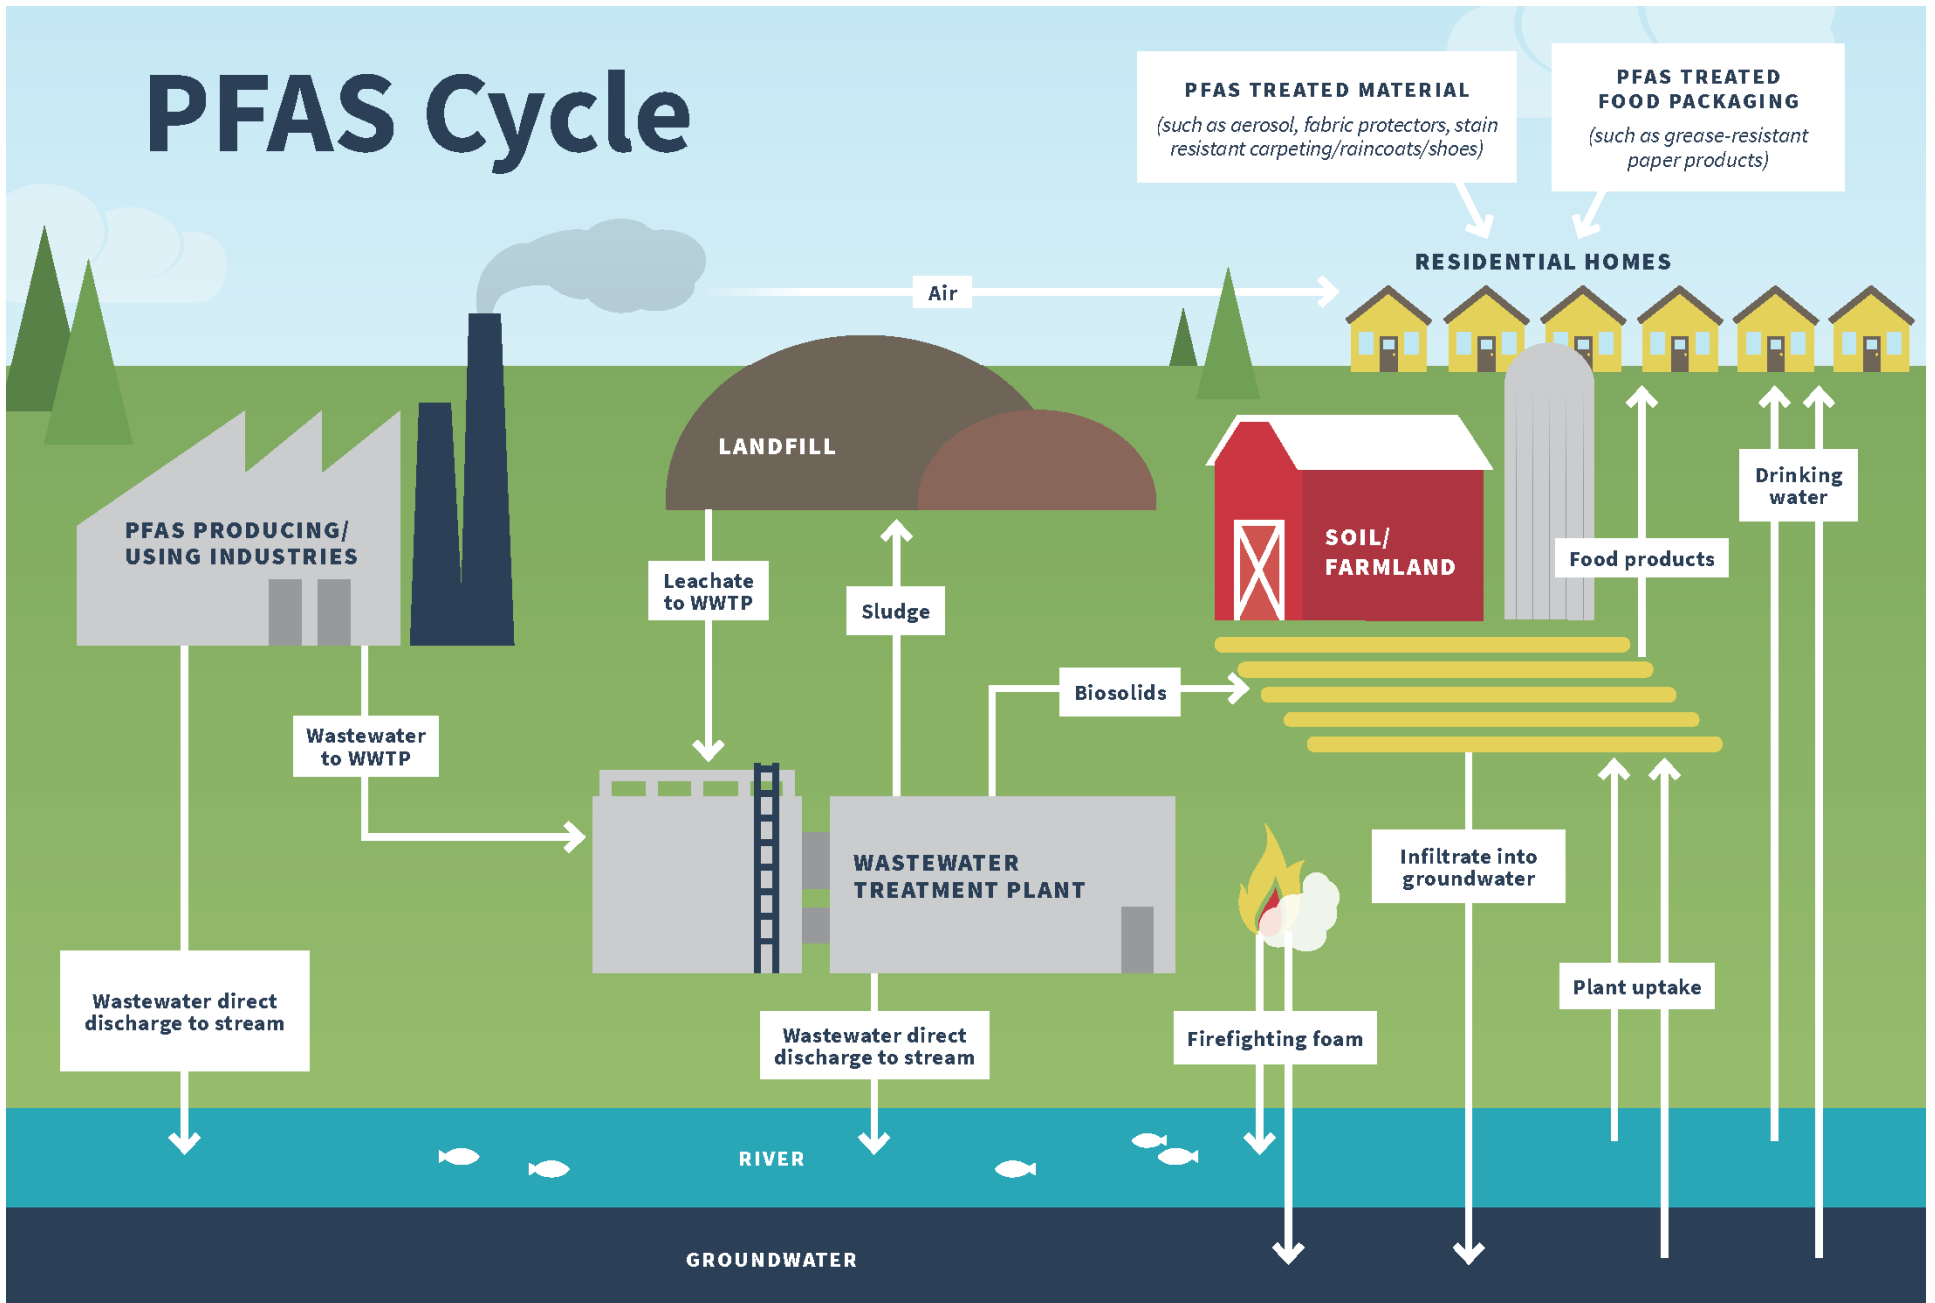 PFAS Cycle
PFAS TREATED MATERIAL
(such as aerosol, fabric protectors, stain
resistant carpeting/raincoats/shoes)
PFAS TREATED
FOOD PACKAGING
(such as grease-resistant
paper products)
RESIDENTIAL HOMES
Air
LANDFILL
PFAS PRODUCING/
USING INDUSTRIES
Leachate
to WWTP
Sludge
SOIL/
FARMLAND
Food products
Drinking
water
Biosolids
Wastewater
to WWTP
WASTEWATER
TREATMENT PLANT
Infiltrate into
groundwater
Plant uptake
Wastewater direct
discharge to stream
Wastewater direct
discharge to stream
Firefighting foam
RIVER
GROUNDWATER